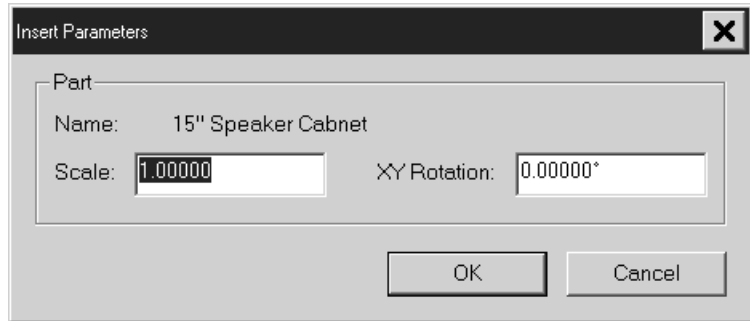 Insert Parameters
Part
Name: 15" Speaker Cabnet
Scale: 1.00000 XY Rotation: 0.00000°
OK Cancel